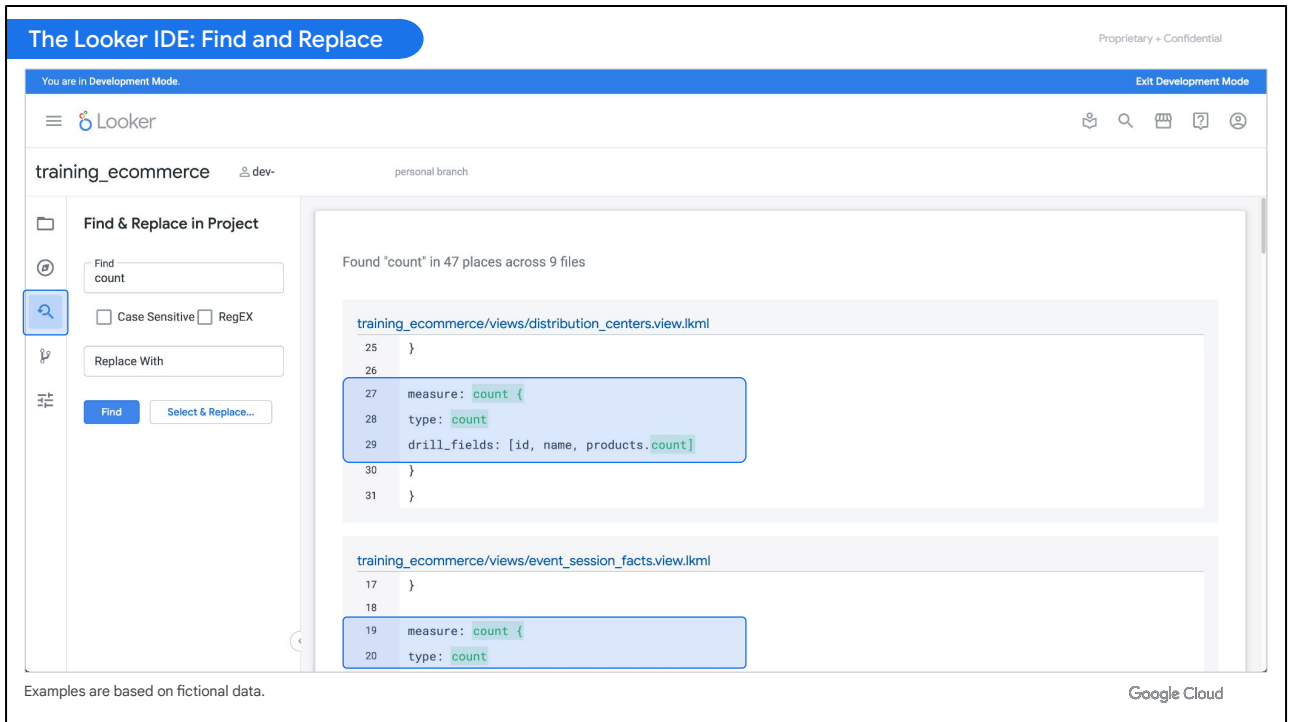 The Looker IDE: Find and Replace
Proprietary + Confidential
You are in Development Mode.
Exit Development Mode
Looker
training_ecommerce
dev-
personal branch
Find & Replace in Project
Find
count
Case Sensitive
RegEX
Replace With
Find
Select & Replace...
Found "count" in 47 places across 9 files
training_ecommerce/views/distribution_centers.view.lkml
25 }
26
27 measure: count {
28 type: count
29 drill_fields: [id, name, products.count]
30 }
31 }
training_ecommerce/views/event_session_facts.view.lkml
17 }
18
19 measure: count {
20 type: count
Examples are based on fictional data.
Google Cloud